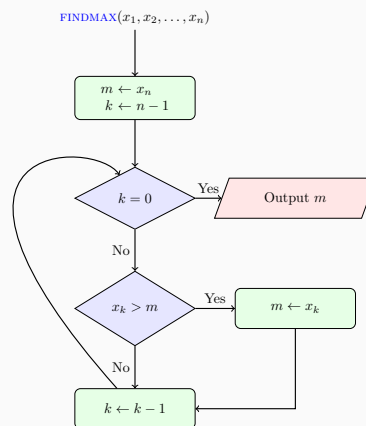 FINDMAX(x₁, x₂, . . . , xₙ)
m ← xₙ
k ← n − 1
k = 0
Yes
Output m
No
xₖ > m
Yes
m ← xₖ
No
k ← k − 1